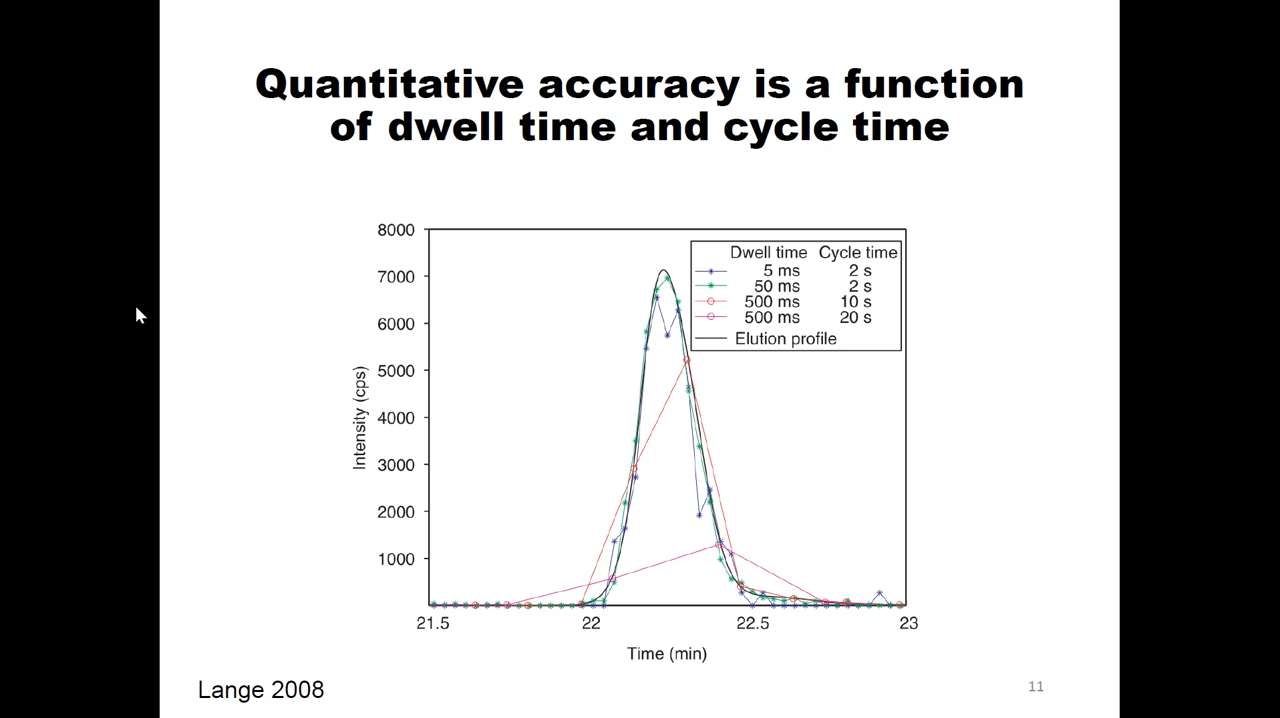 Quantitative accuracy is a function
of dwell time and cycle time
8000
7000
6000
5000
4000
3000
2000
1000
Intensity (cps)
Dwell time Cycle time
5 ms 2 s
50 ms 2 s
500 ms 10 s
500 ms 20 s
Elution profile
21.5 22 22.5 23
Time (min)
Lange 2008
11